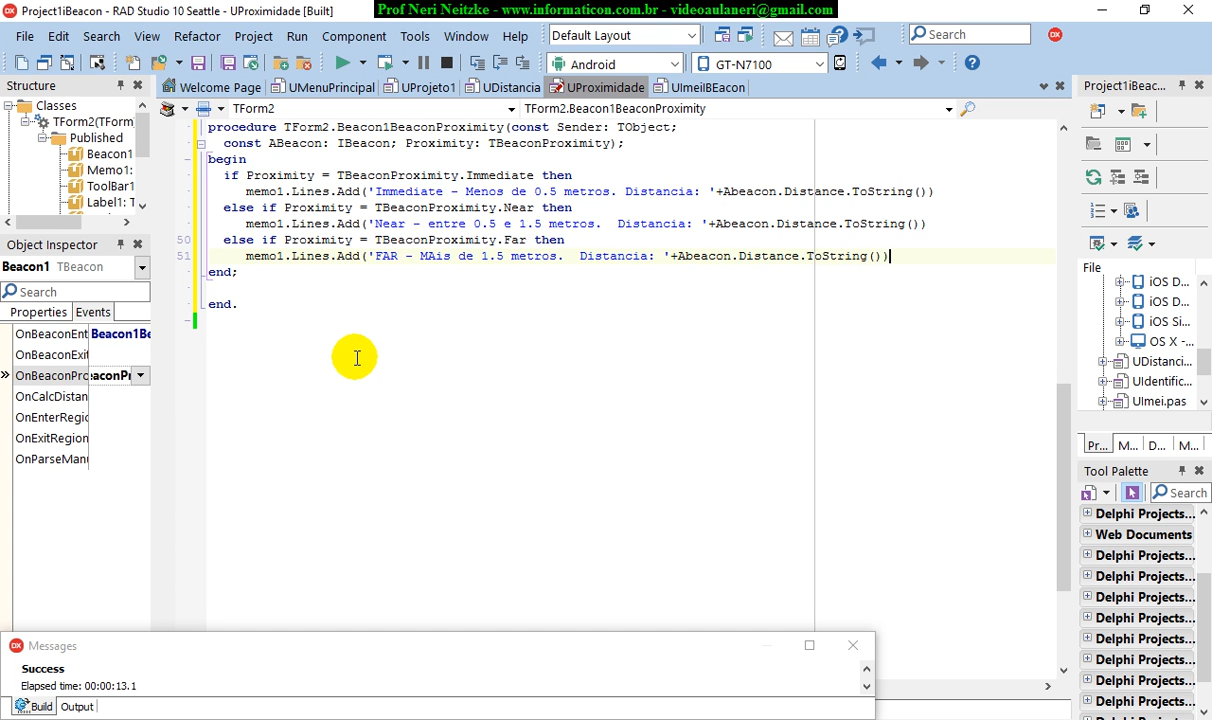 Project1iBeacon - RAD Studio 10 Seattle - UProximidade [Built]
Prof Neri Neitzke - www.informaticon.com.br - videoaulaneri@gmail.com
File Edit Search View Refactor Project Run Component Tools Window Help
Default Layout
Search
Android
GT-N7100
Structure
Welcome Page UMenuPrincipal UProjeto1 UDistancia UProximidade UImeiIBEacon
Project1iBeac...
Classes
TForm2(TForm
Published
Beacon1
Memo1:
ToolBar1
Label1: T
TForm2
TForm2.Beacon1BeaconProximity
procedure TForm2.Beacon1BeaconProximity(const Sender: TObject;
const ABeacon: IBeacon; Proximity: TBeaconProximity);
begin
if Proximity = TBeaconProximity.Immediate then
memo1.Lines.Add('Immediate - Menos de 0.5 metros. Distancia: '+Abeacon.Distance.ToString())
else if Proximity = TBeaconProximity.Near then
memo1.Lines.Add('Near - entre 0.5 e 1.5 metros.  Distancia: '+Abeacon.Distance.ToString())
50 else if Proximity = TBeaconProximity.Far then
51 memo1.Lines.Add('FAR - MAis de 1.5 metros.  Distancia: '+Abeacon.Distance.ToString())
end;
end.
Object Inspector
Beacon1 TBeacon
Search
Properties Events
OnBeaconEnt Beacon1Be
OnBeaconExit
OnBeaconPro aconPr
OnCalcDistan
OnEnterRegio
OnExitRegion
OnParseManu
File
iOS D...
iOS D...
iOS Si...
OS X -...
UDistanci...
UIdentific...
UImei.pas
Pr... M... D... M...
Tool Palette
Search
Delphi Projects...
Web Documents
Delphi Projects...
Delphi Projects...
Delphi Projects...
Delphi Projects...
Delphi Projects...
Delphi Projects...
Delphi Projects...
Delphi Projects...
Messages
Success
Elapsed time: 00:00:13.1
Build Output